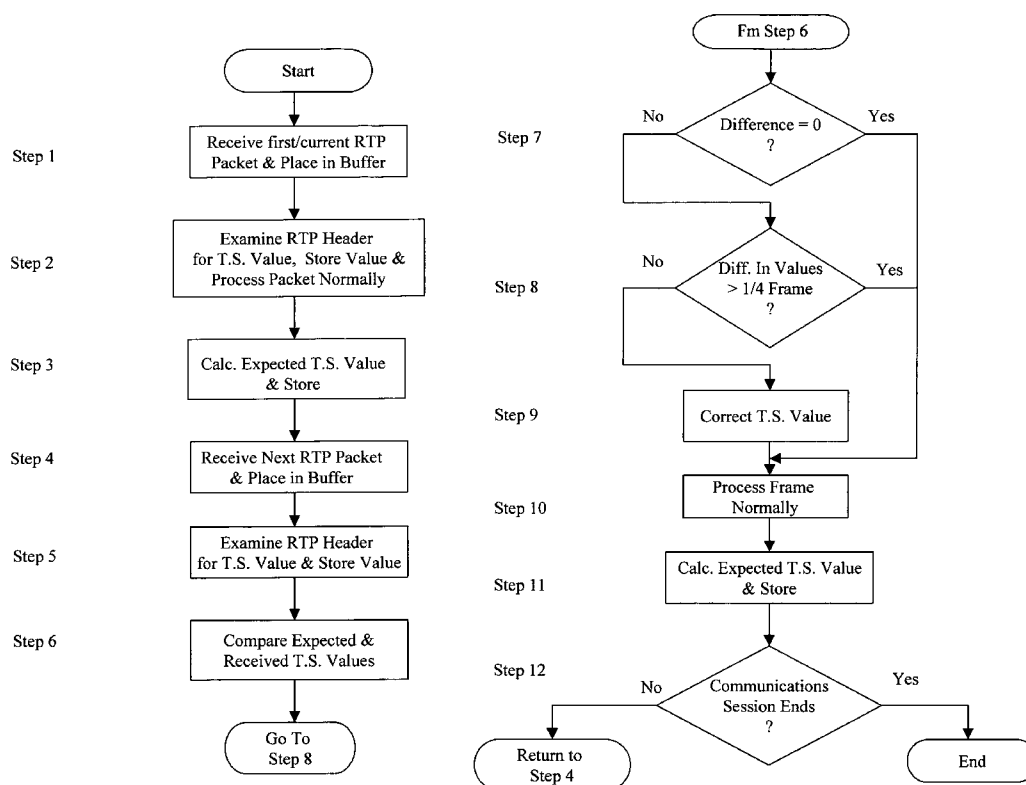 Start
Step 1
Receive first/current RTP
Packet & Place in Buffer
Step 2
Examine RTP Header
for T.S. Value, Store Value &
Process Packet Normally
Step 3
Calc. Expected T.S. Value
& Store
Step 4
Receive Next RTP Packet
& Place in Buffer
Step 5
Examine RTP Header
for T.S. Value & Store Value
Step 6
Compare Expected &
Received T.S. Values
Go To
Step 8
Fm Step 6
Step 7
No
Difference = 0
?
Yes
Step 8
No
Diff. In Values
> 1/4 Frame
?
Yes
Step 9
Correct T.S. Value
Step 10
Process Frame
Normally
Step 11
Calc. Expected T.S. Value
& Store
Step 12
No
Communications
Session Ends
?
Yes
Return to
Step 4
End